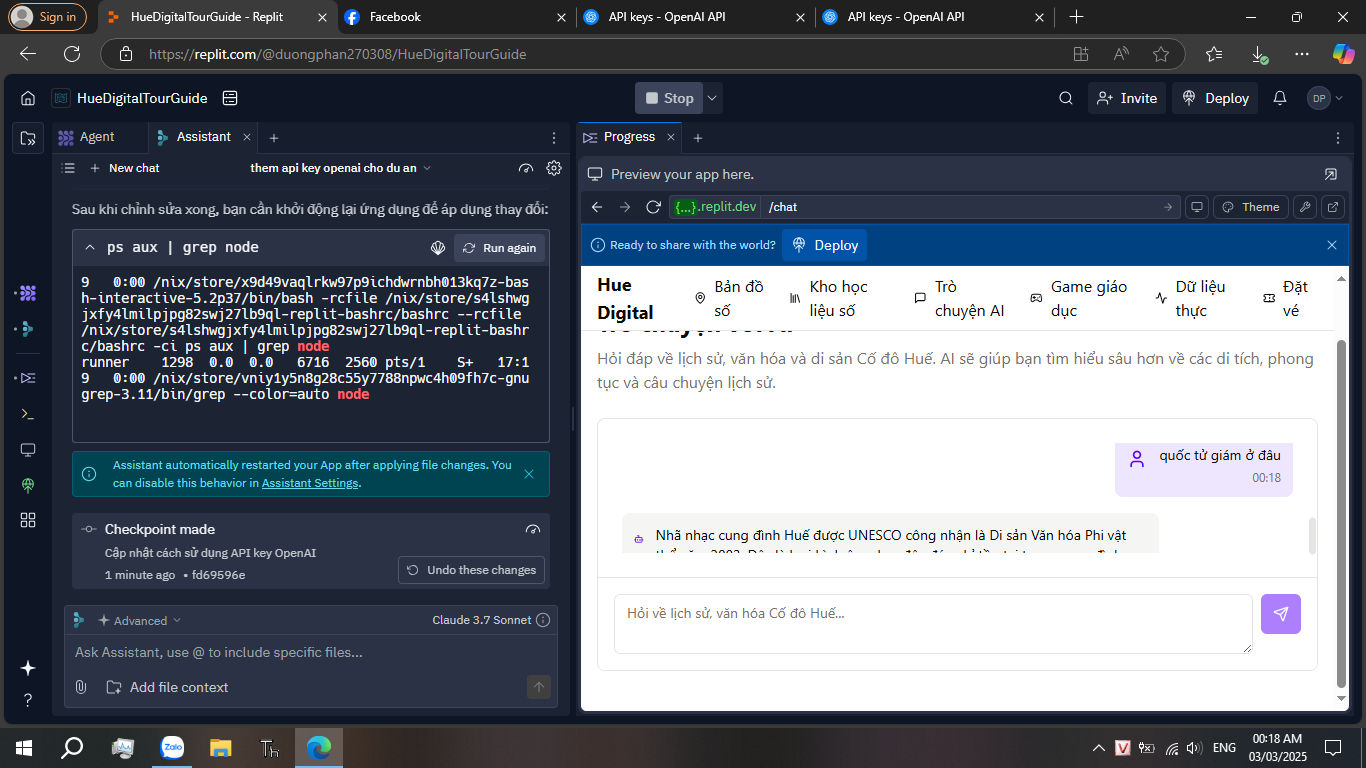 Sign in
HueDigitalTourGuide - Replit
Facebook
API keys - OpenAI API
API keys - OpenAI API
https://replit.com/@duongphan270308/HueDigitalTourGuide
HueDigitalTourGuide
Stop
Invite
Deploy
DP
Agent
Assistant
Progress
New chat
them api key openai cho du an
Preview your app here.
Sau khi chỉnh sửa xong, bạn cần khởi động lại ứng dụng để áp dụng thay đổi:
{...}.replit.dev
/chat
Theme
ps aux | grep node
Run again
Ready to share with the world?
Deploy
9   0:00 /nix/store/x9d49vaqlrkw97p9ichdwrnbh013kq7z-bas
h-interactive-5.2p37/bin/bash -rcfile /nix/store/s4lshwg
jxfy4lmilpjpg82swj27lb9ql-replit-bashrc/bashrc --rcfile
/nix/store/s4lshwgjxfy4lmilpjpg82swj27lb9ql-replit-bashr
c/bashrc -ci ps aux | grep node
runner    1298  0.0  0.0   6716  2560 pts/1    S+   17:1
9   0:00 /nix/store/vniy1y5n8g28c55y7788npwc4h09fh7c-gnu
grep-3.11/bin/grep --color=auto node
Hue
Digital
Bản đồ
số
Kho học
liệu số
Trò
chuyện AI
Game giáo
dục
Dữ liệu
thực
Đặt
vé
Hỏi đáp về lịch sử, văn hóa và di sản Cố đô Huế. AI sẽ giúp bạn tìm hiểu sâu hơn về các di tích, phong
tục và câu chuyện lịch sử.
quốc tử giám ở đâu
00:18
Nhã nhạc cung đình Huế được UNESCO công nhận là Di sản Văn hóa Phi vật
Hỏi về lịch sử, văn hóa Cố đô Huế...
Assistant automatically restarted your App after applying file changes. You
can disable this behavior in Assistant Settings.
Checkpoint made
Cập nhật cách sử dụng API key OpenAI
1 minute ago • fd69596e
Undo these changes
Advanced
Claude 3.7 Sonnet
Ask Assistant, use @ to include specific files...
Add file context
Zalo
Th
V
ENG
00:18 AM
03/03/2025